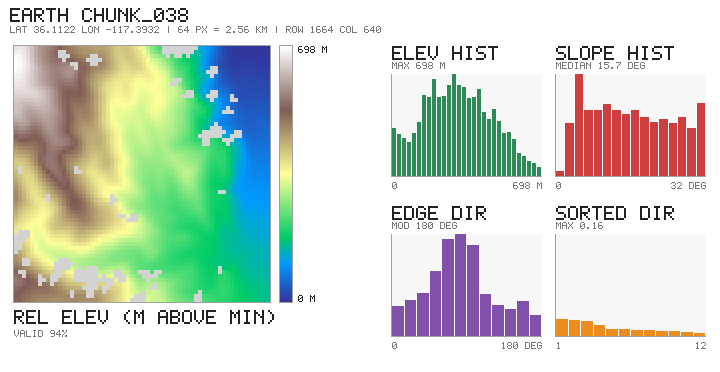 EARTH CHUNK_038
LAT 36.1122 LON -117.3932 | 64 PX = 2.56 KM | ROW 1664 COL 640
698 M
0 M
REL ELEV (M ABOVE MIN)
VALID 94%
ELEV HIST
MAX 698 M
0 698 M
SLOPE HIST
MEDIAN 15.7 DEG
0 32 DEG
EDGE DIR
MOD 180 DEG
0 180 DEG
SORTED DIR
MAX 0.16
1 12